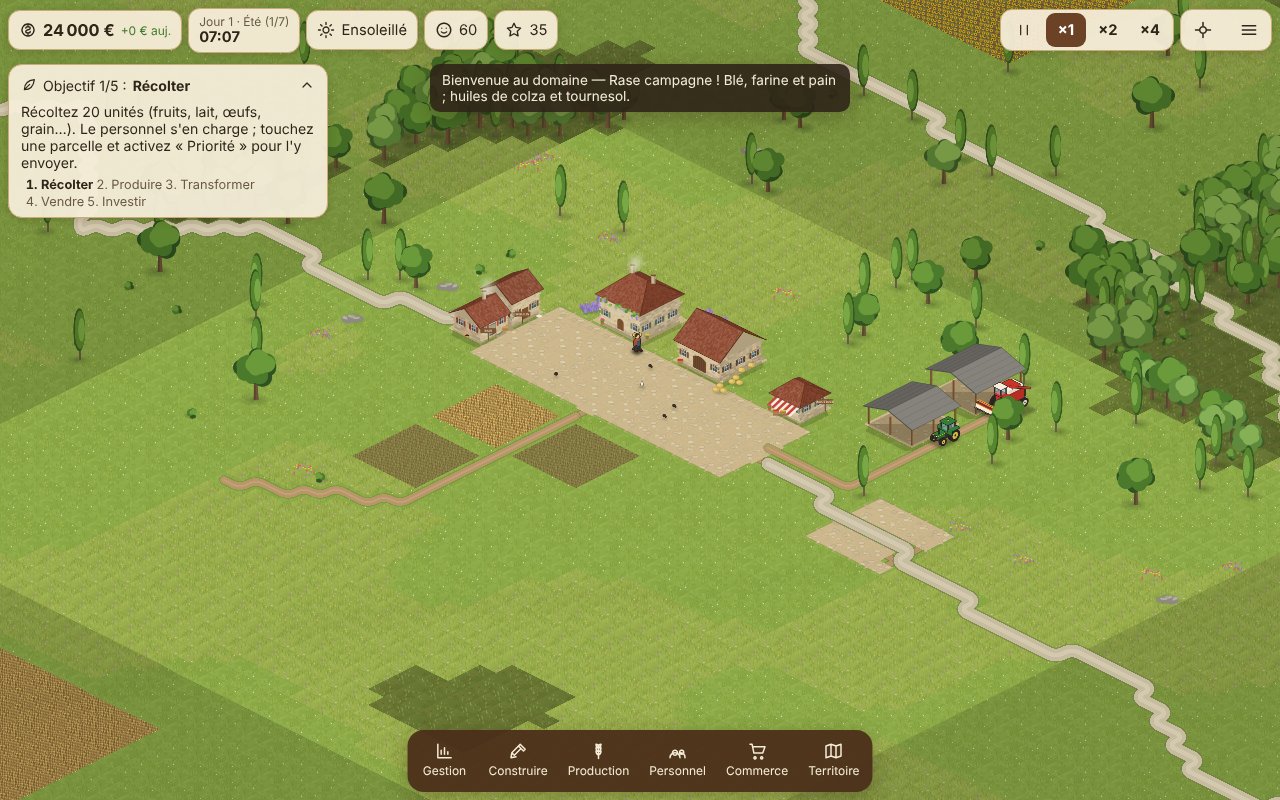 24 000 € +0 € auj.
Jour 1 · Été (1/7)
07:07
Ensoleillé
60
35
×1
×2
×4
Objectif 1/5 : Récolter
Récoltez 20 unités (fruits, lait, œufs,
grain...). Le personnel s'en charge ; touchez
une parcelle et activez « Priorité » pour l'y
envoyer.
1. Récolter 2. Produire 3. Transformer
4. Vendre 5. Investir
Bienvenue au domaine — Rase campagne ! Blé, farine et pain
; huiles de colza et tournesol.
Gestion
Construire
Production
Personnel
Commerce
Territoire